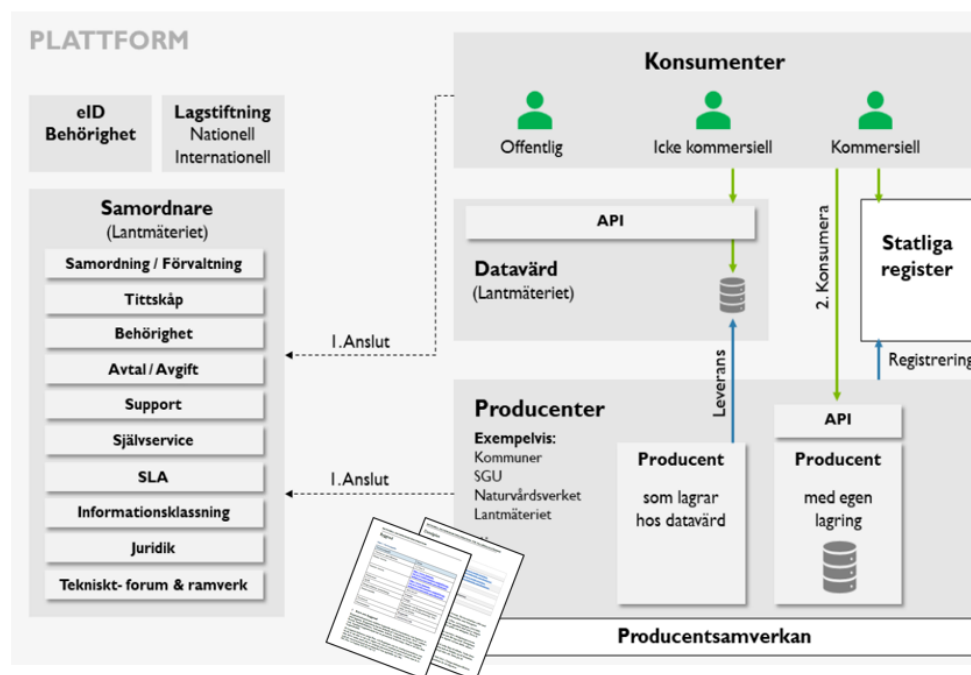 PLATTFORM
eID
Behörighet
Lagstiftning
Nationell
Internationell
Samordnare
(Lantmäteriet)
Samordning / Förvaltning
Tittskåp
Behörighet
Avtal / Avgift
Support
Självservice
SLA
Informationsklassning
Juridik
Tekniskt- forum & ramverk
1. Anslut
1. Anslut
Konsumenter
Offentlig
Icke kommersiell
Kommersiell
API
Datavärd
(Lantmäteriet)
2. Konsumera
Statliga
register
Registrering
Leverans
Producenter
Exempelvis:
Kommuner
SGU
Naturvårdsverket
Lantmäteriet
Producent
som lagrar
hos datavärd
API
Producent
med egen
lagring
Producentsamverkan